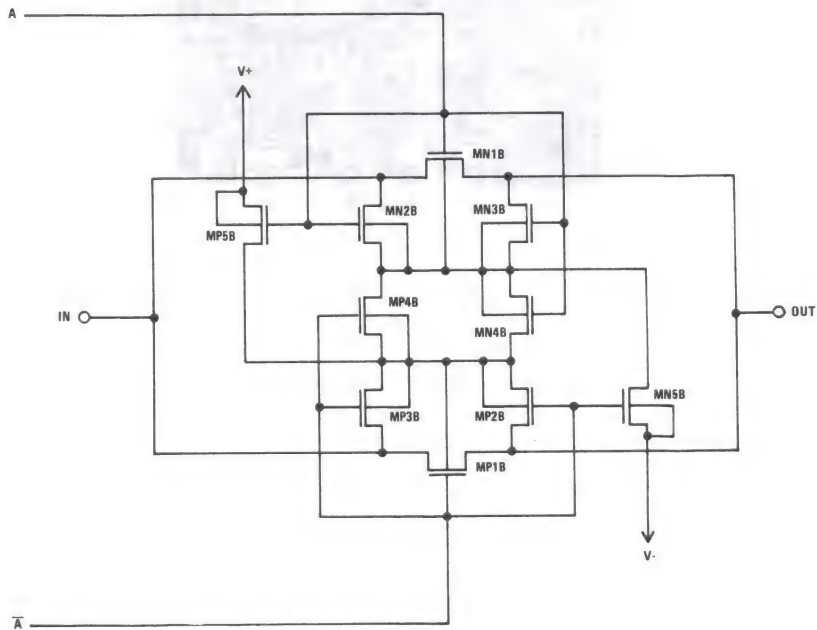 A
V+
MN1B
MN2B
MN3B
MP5B
MP4B
IN
OUT
MN4B
MN5B
MP3B
MP2B
MP1B
V-
A̅